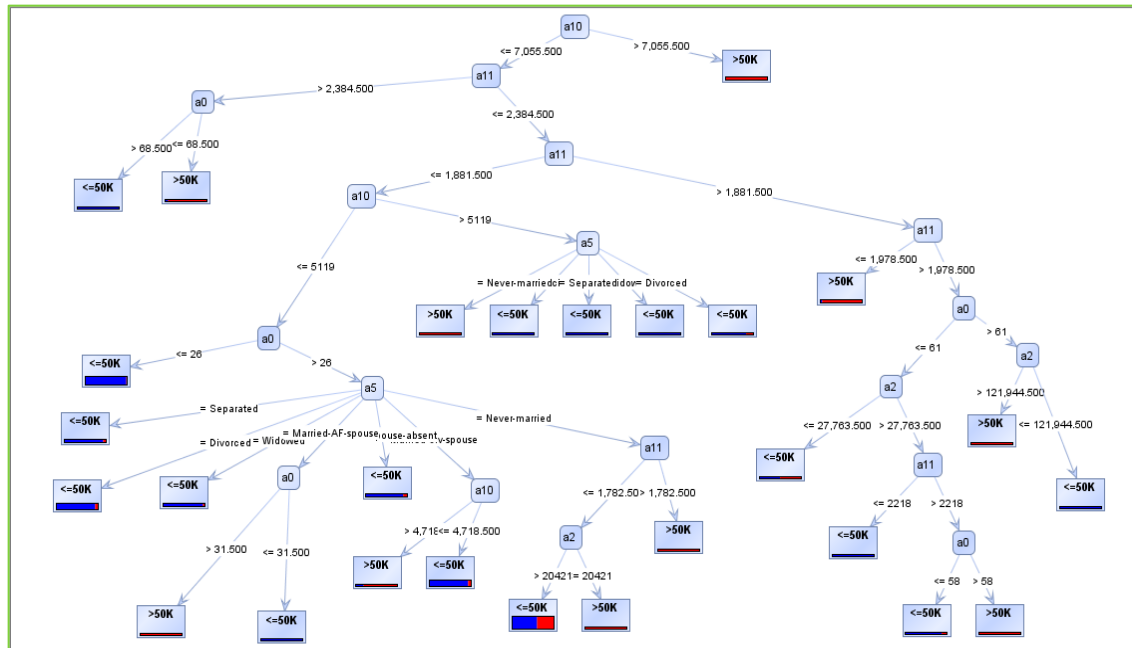 a10
<= 7,055.500
> 7,055.500
>50K
a11
> 2,384.500
<= 2,384.500
a0
> 68.500
<= 68.500
<=50K
>50K
a11
<= 1,881.500
> 1,881.500
a10
> 5119
<= 5119
a5
= Never-married
= Separated
= Divorced
>50K
<=50K
<=50K
<=50K
<=50K
a11
<= 1,978.500
> 1,978.500
>50K
a0
<= 61
> 61
a2
> 121,944.500
<= 121,944.500
>50K
<=50K
a2
<= 27,763.500
> 27,763.500
<=50K
a11
<= 2218
> 2218
<=50K
a0
<= 58
> 58
<=50K
>50K
a0
<= 26
> 26
<=50K
a5
= Separated
= Divorced
= Widowed
= Married-AF-spouse
= Never-married
<=50K
<=50K
<=50K
a0
> 31.500
<= 31.500
>50K
<=50K
<=50K
a10
> 4,718
<= 4,718.500
>50K
<=50K
a11
<= 1,782.50
> 1,782.500
a2
>50K
> 20421
= 20421
<=50K
>50K